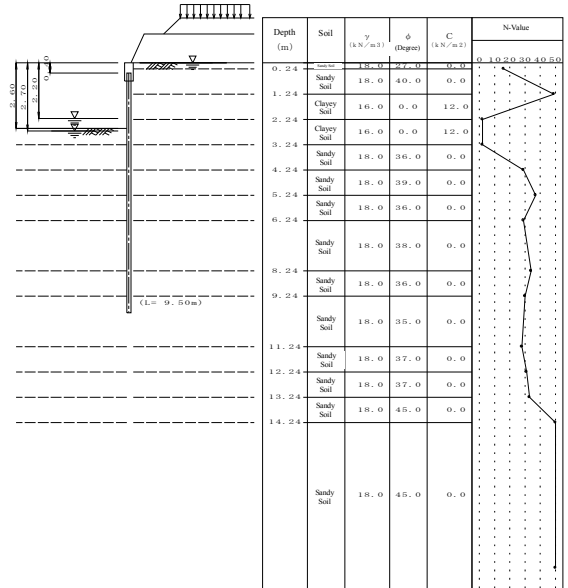 Depth (m) Soil γ (kN/m3) φ (Degree) C (kN/m2) N-Value
0 10 20 30 40 50
Sandy Soil 18.0 27.0 0.0
0.24
Sandy Soil 18.0 40.0 0.0
1.24
Clayey Soil 16.0 0.0 12.0
2.24
Clayey Soil 16.0 0.0 12.0
3.24
Sandy Soil 18.0 36.0 0.0
4.24
Sandy Soil 18.0 39.0 0.0
5.24
Sandy Soil 18.0 36.0 0.0
6.24
Sandy Soil 18.0 38.0 0.0
8.24
Sandy Soil 18.0 36.0 0.0
9.24
Sandy Soil 18.0 35.0 0.0
11.24
Sandy Soil 18.0 37.0 0.0
12.24
Sandy Soil 18.0 37.0 0.0
13.24
Sandy Soil 18.0 45.0 0.0
14.24
Sandy Soil 18.0 45.0 0.0
2.60
2.70
2.20
(L= 9.50m)